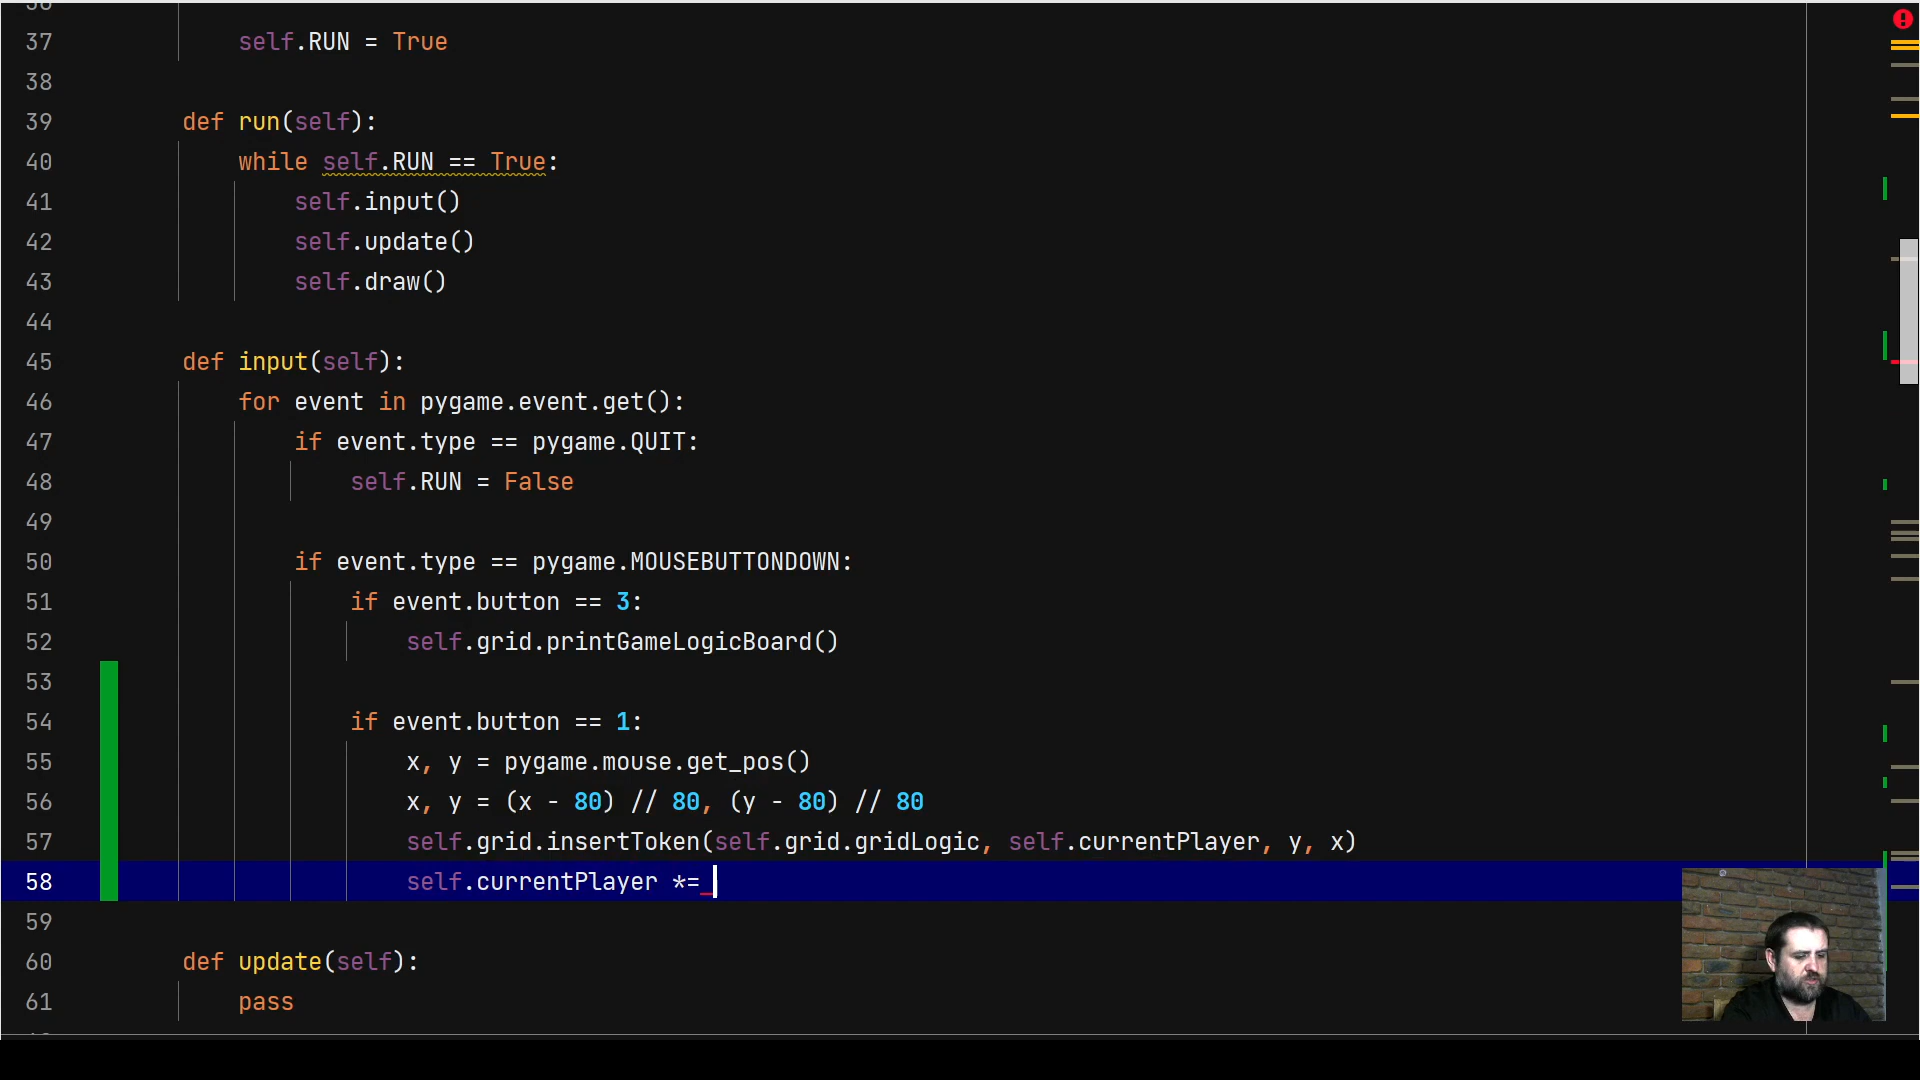 37 self.RUN = True
38
39 def run(self):
40 while self.RUN == True:
41 self.input()
42 self.update()
43 self.draw()
44
45 def input(self):
46 for event in pygame.event.get():
47 if event.type == pygame.QUIT:
48 self.RUN = False
49
50 if event.type == pygame.MOUSEBUTTONDOWN:
51 if event.button == 3:
52 self.grid.printGameLogicBoard()
53
54 if event.button == 1:
55 x, y = pygame.mouse.get_pos()
56 x, y = (x - 80) // 80, (y - 80) // 80
57 self.grid.insertToken(self.grid.gridLogic, self.currentPlayer, y, x)
58 self.currentPlayer *=
59
60 def update(self):
61 pass